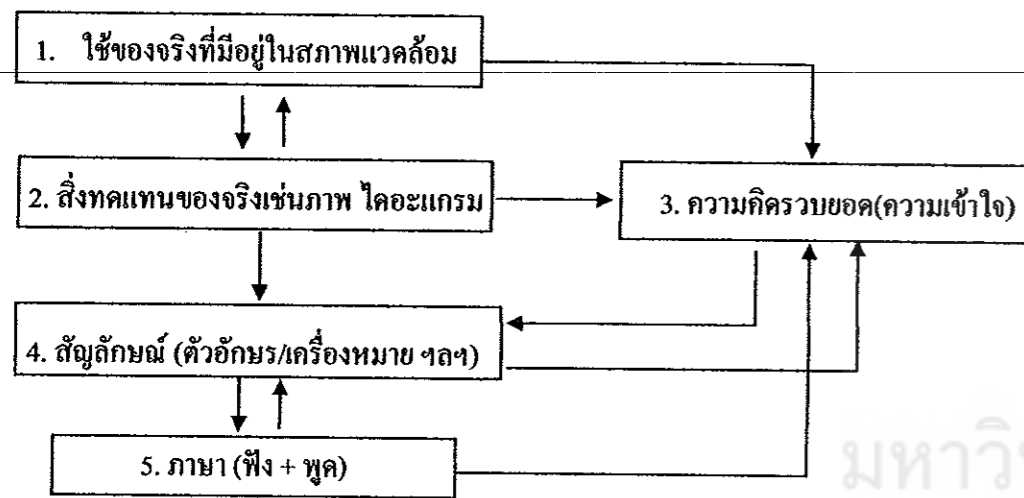 1. ใช้ของจริงที่มีอยู่ในสภาพแวดล้อม
2. สิ่งทดแทนของจริงเช่นภาพ ไดอะแกรม
3. ความคิดรวบยอด(ความเข้าใจ)
4. สัญลักษณ์ (ตัวอักษร/เครื่องหมาย ฯลฯ)
5. ภาษา (ฟัง + พูด)